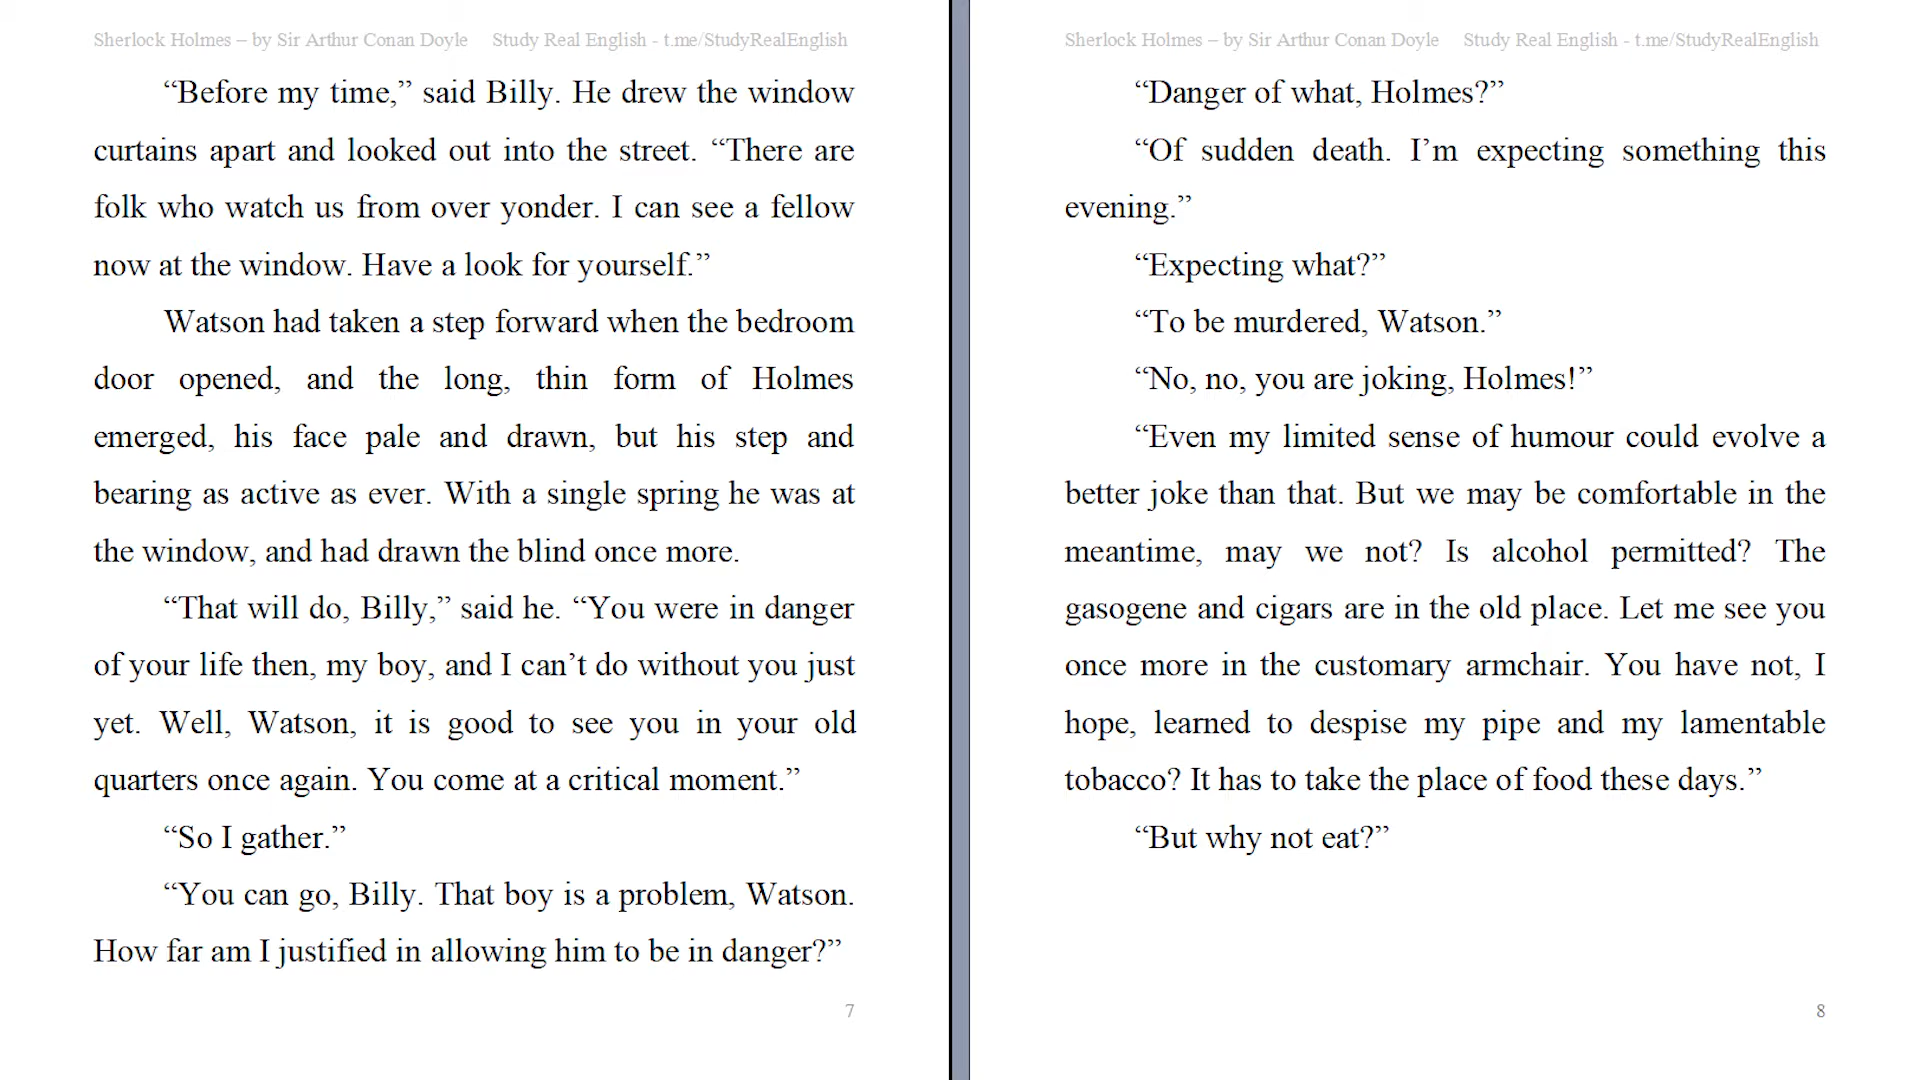 Sherlock Holmes – by Sir Arthur Conan Doyle Study Real English - t.me/StudyRealEnglish
“Before my time,” said Billy. He drew the window
curtains apart and looked out into the street. “There are
folk who watch us from over yonder. I can see a fellow
now at the window. Have a look for yourself.”
Watson had taken a step forward when the bedroom
door opened, and the long, thin form of Holmes
emerged, his face pale and drawn, but his step and
bearing as active as ever. With a single spring he was at
the window, and had drawn the blind once more.
“That will do, Billy,” said he. “You were in danger
of your life then, my boy, and I can’t do without you just
yet. Well, Watson, it is good to see you in your old
quarters once again. You come at a critical moment.”
“So I gather.”
“You can go, Billy. That boy is a problem, Watson.
How far am I justified in allowing him to be in danger?”
7
Sherlock Holmes – by Sir Arthur Conan Doyle Study Real English - t.me/StudyRealEnglish
“Danger of what, Holmes?”
“Of sudden death. I’m expecting something this
evening.”
“Expecting what?”
“To be murdered, Watson.”
“No, no, you are joking, Holmes!”
“Even my limited sense of humour could evolve a
better joke than that. But we may be comfortable in the
meantime, may we not? Is alcohol permitted? The
gasogene and cigars are in the old place. Let me see you
once more in the customary armchair. You have not, I
hope, learned to despise my pipe and my lamentable
tobacco? It has to take the place of food these days.”
“But why not eat?”
8